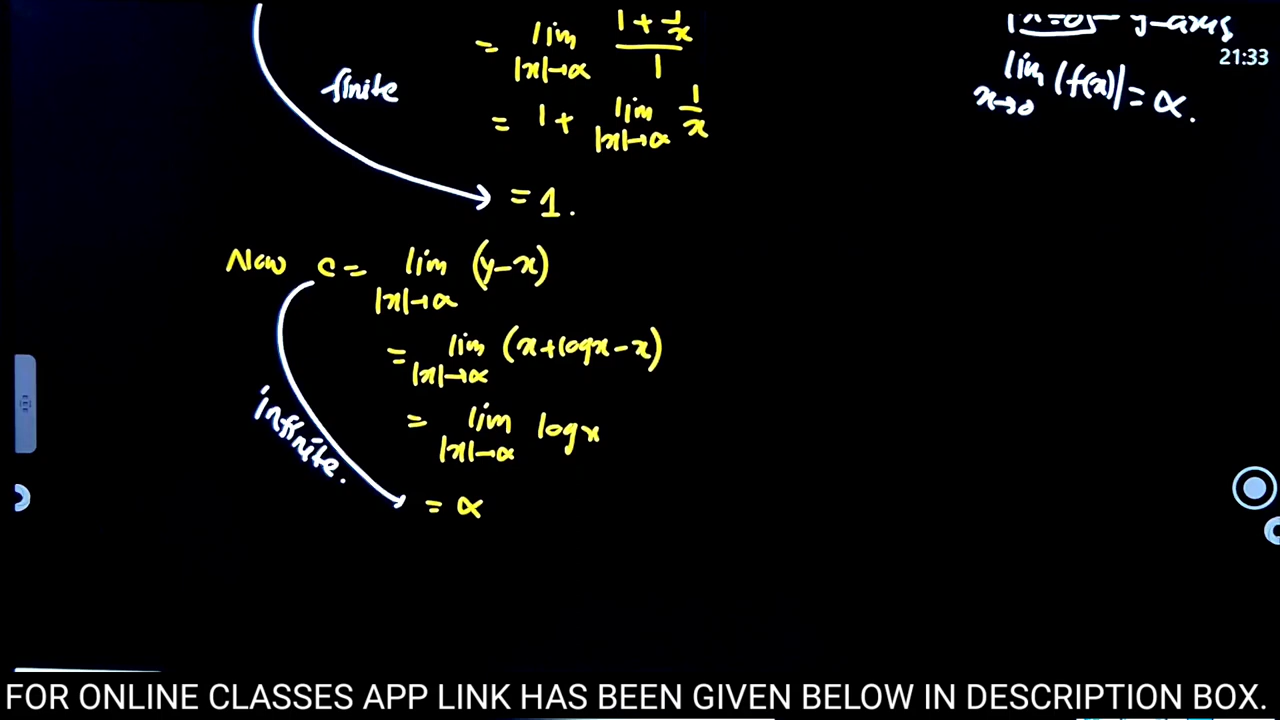 = lim |x|→∝ (1 + 1/x)/1
finite
= 1 + lim |x|→∝ 1/x
= 1.
Now c = lim |x|→∝ (y-x)
= lim |x|→∝ (x+logx-x)
= lim |x|→∝ logx
infinite.
= ∝
y-axis
21:33
lim x→0 |f(x)| = ∝.
FOR ONLINE CLASSES APP LINK HAS BEEN GIVEN BELOW IN DESCRIPTION BOX.